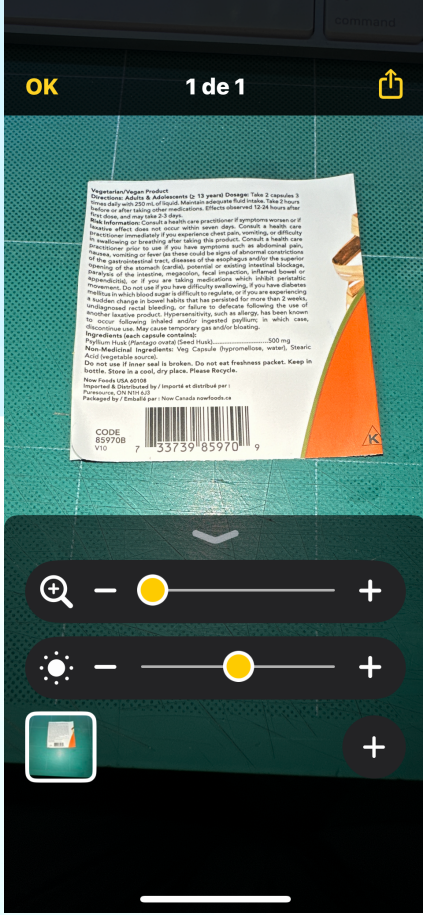 command
OK
1 de 1
Vegetarian/Vegan Product
Directions: Adults & Adolescents (≥ 13 years) Dosage: Take 2 capsules 3
times daily with 250 mL of liquid. Maintain adequate fluid intake. Take 2 hours
before or after taking other medications. Effects observed 12-24 hours after
first dose, and may take 2-3 days.
Risk Information: Consult a health care practitioner if symptoms worsen or if
laxative effect does not occur within seven days. Consult a health care
practitioner immediately if you experience chest pain, vomiting, or difficulty
in swallowing or breathing after taking this product. Consult a health care
practitioner prior to use if you have symptoms such as abdominal pain,
nausea, vomiting or fever (as these could be signs of abnormal constrictions
of the gastrointestinal tract, diseases of the esophagus and/or the superior
opening of the stomach (cardia), potential or existing intestinal blockage,
paralysis of the intestine, megacolon, fecal impaction, inflamed bowel or
appendicitis), or if you are taking medications which inhibit peristaltic
movement. Do not use if you have difficulty swallowing, if you have diabetes
mellitus in which blood sugar is difficult to regulate, or if you are experiencing
a sudden change in bowel habits that has persisted for more than 2 weeks,
undiagnosed rectal bleeding, or failure to defecate following the use of
another laxative product. Hypersensitivity, such as allergy, has been known
to occur following inhaled and/or ingested psyllium; in which case,
discontinue use. May cause temporary gas and/or bloating.
Ingredients (each capsule contains):
Psyllium Husk (Plantago ovata) (Seed Husk)........................500 mg
Non-Medicinal Ingredients: Veg Capsule (hypromellose, water), Stearic
Acid (vegetable source).
Do not use if inner seal is broken. Do not eat freshness packet. Keep in
bottle. Store in a cool, dry place. Please Recycle.
Now Foods USA 60108
Imported & Distributed by / Importé et distribué par :
Puresource, ON N1H 6J3
Packaged by / Emballé par : Now Canada nowfoods.ca
CODE
85970B
V10
7 33739 85970 9
K